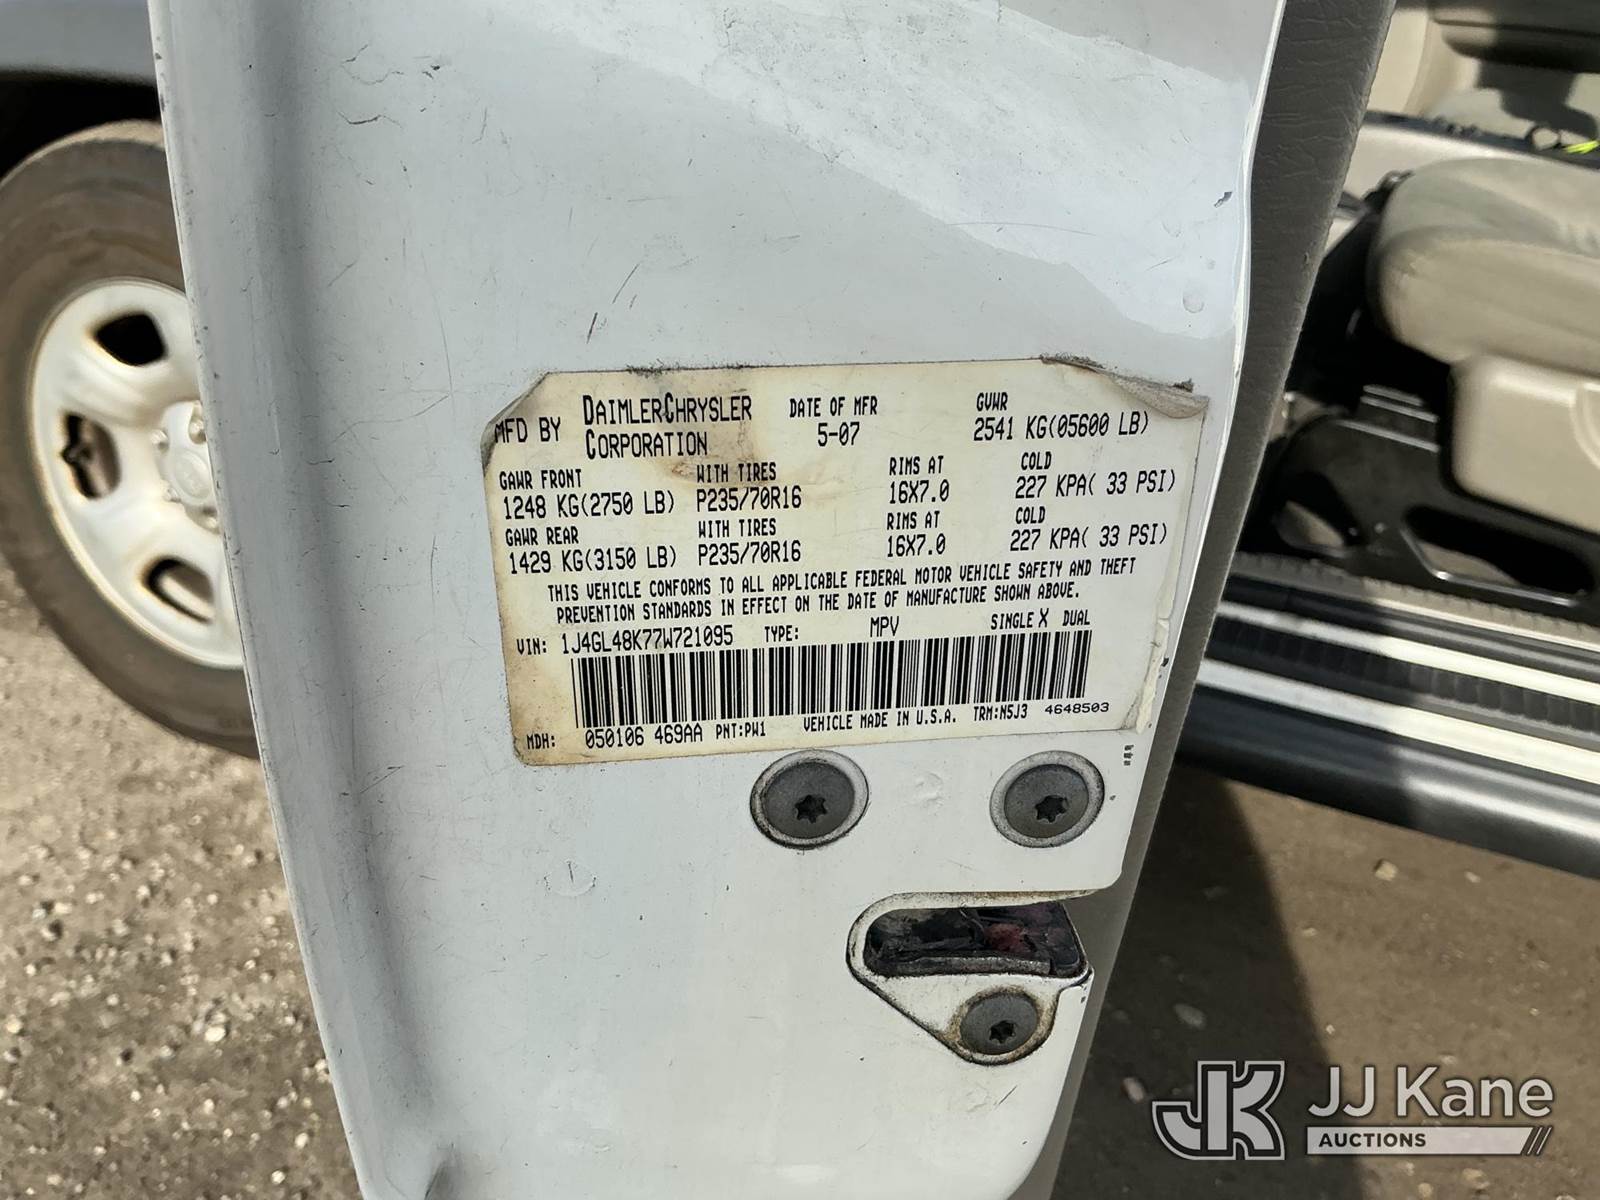 MFD BY DAIMLERCHRYSLER CORPORATION DATE OF MFR 5-07 GVWR 2541 KG(05600 LB)
GAWR FRONT WITH TIRES RIMS AT COLD
1248 KG(2750 LB) P235/70R16 16X7.0 227 KPA( 33 PSI)
GAWR REAR WITH TIRES RIMS AT COLD
1429 KG(3150 LB) P235/70R16 16X7.0 227 KPA( 33 PSI)
THIS VEHICLE CONFORMS TO ALL APPLICABLE FEDERAL MOTOR VEHICLE SAFETY AND THEFT
PREVENTION STANDARDS IN EFFECT ON THE DATE OF MANUFACTURE SHOWN ABOVE.
VIN: 1J4GL48K77W721095 TYPE: MPV SINGLE X DUAL
MDH: 050106 469AA PNT:PW1 VEHICLE MADE IN U.S.A. TRM:N5J3 4648503
JK JJ Kane
AUCTIONS